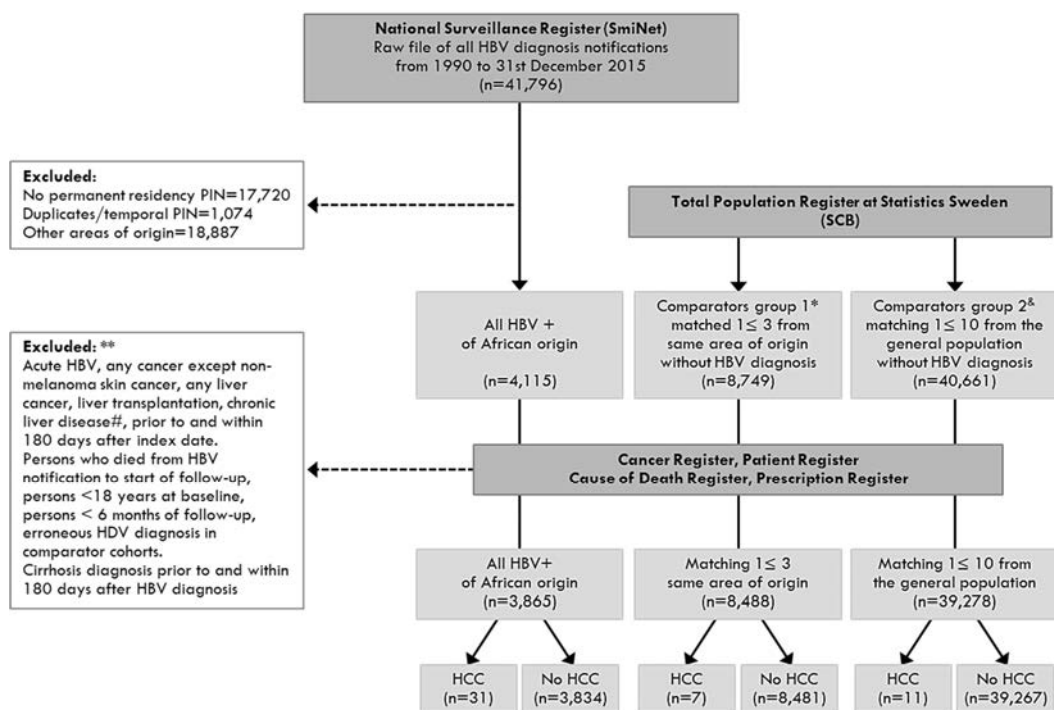 National Surveillance Register (SmiNet)
Raw file of all HBV diagnosis notifications
from 1990 to 31st December 2015
(n=41,796)
Excluded:
No permanent residency PIN=17,720
Duplicates/temporal PIN=1,074
Other areas of origin=18,887
Total Population Register at Statistics Sweden
(SCB)
All HBV +
of African origin
(n=4,115)
Comparators group 1*
matched 1≤ 3 from
same area of origin
without HBV diagnosis
(n=8,749)
Comparators group 2&
matching 1≤ 10 from the
general population
without HBV diagnosis
(n=40,661)
Excluded: **
Acute HBV, any cancer except non-
melanoma skin cancer, any liver
cancer, liver transplantation, chronic
liver disease#, prior to and within
180 days after index date.
Persons who died from HBV
notification to start of follow-up,
persons <18 years at baseline,
persons < 6 months of follow-up,
erroneous HDV diagnosis in
comparator cohorts.
Cirrhosis diagnosis prior to and within
180 days after HBV diagnosis
Cancer Register, Patient Register
Cause of Death Register, Prescription Register
All HBV+
of African origin
(n=3,865)
Matching 1≤ 3
same area of origin
(n=8,488)
Matching 1≤ 10 from
the general population
(n=39,278)
HCC
(n=31)
No HCC
(n=3,834)
HCC
(n=7)
No HCC
(n=8,481)
HCC
(n=11)
No HCC
(n=39,267)